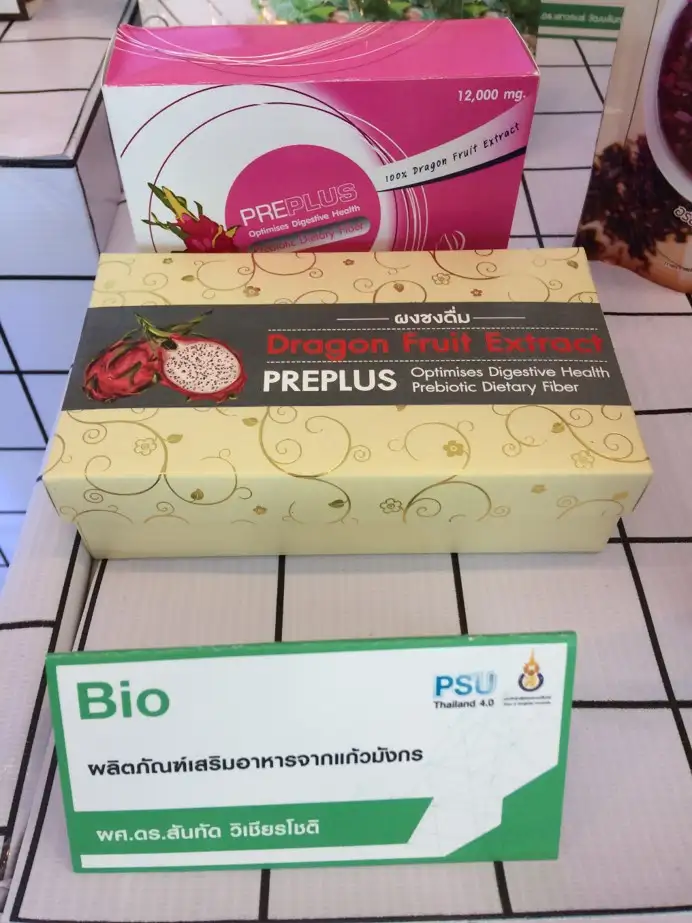 12,000 mg.
100% Dragon Fruit Extract
PREPLUS
Optimises Digestive Health
Prebiotic Dietary Fiber
ผงชงดื่ม
Dragon Fruit Extract
PREPLUS
Optimises Digestive Health
Prebiotic Dietary Fiber
Bio
PSU
Thailand 4.0
ผลิตภัณฑ์เสริมอาหารจากแก้วมังกร
ผศ.ดร.สันทัด วิเชียรโชติ